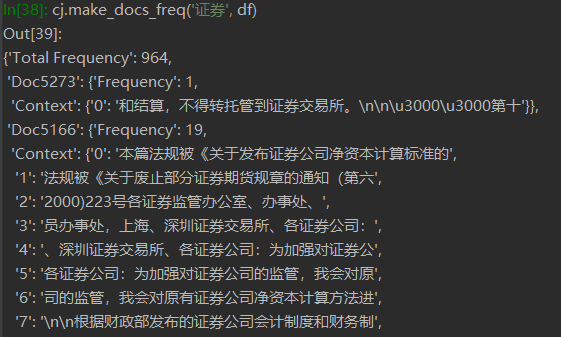 In[38]: cj.make_docs_freq('证券', df)
Out[39]:
{'Total Frequency': 964,
'Doc5273': {'Frequency': 1,
'Context': {'0': '和结算，不得转托管到证券交易所。\n\n\u3000\u3000第十'}},
'Doc5166': {'Frequency': 19,
'Context': {'0': '本篇法规被《关于发布证券公司净资本计算标准的',
'1': '法规被《关于废止部分证券期货规章的通知（第六',
'2': '2000)223号各证券监管办公室、办事处、',
'3': '员办事处，上海、深圳证券交易所、各证券公司：',
'4': '、深圳证券交易所、各证券公司：为加强对证券公',
'5': '各证券公司：为加强对证券公司的监管，我会对原',
'6': '司的监管，我会对原有证券公司净资本计算方法进',
'7': '\n\n根据财政部发布的证券公司会计制度和财务制',